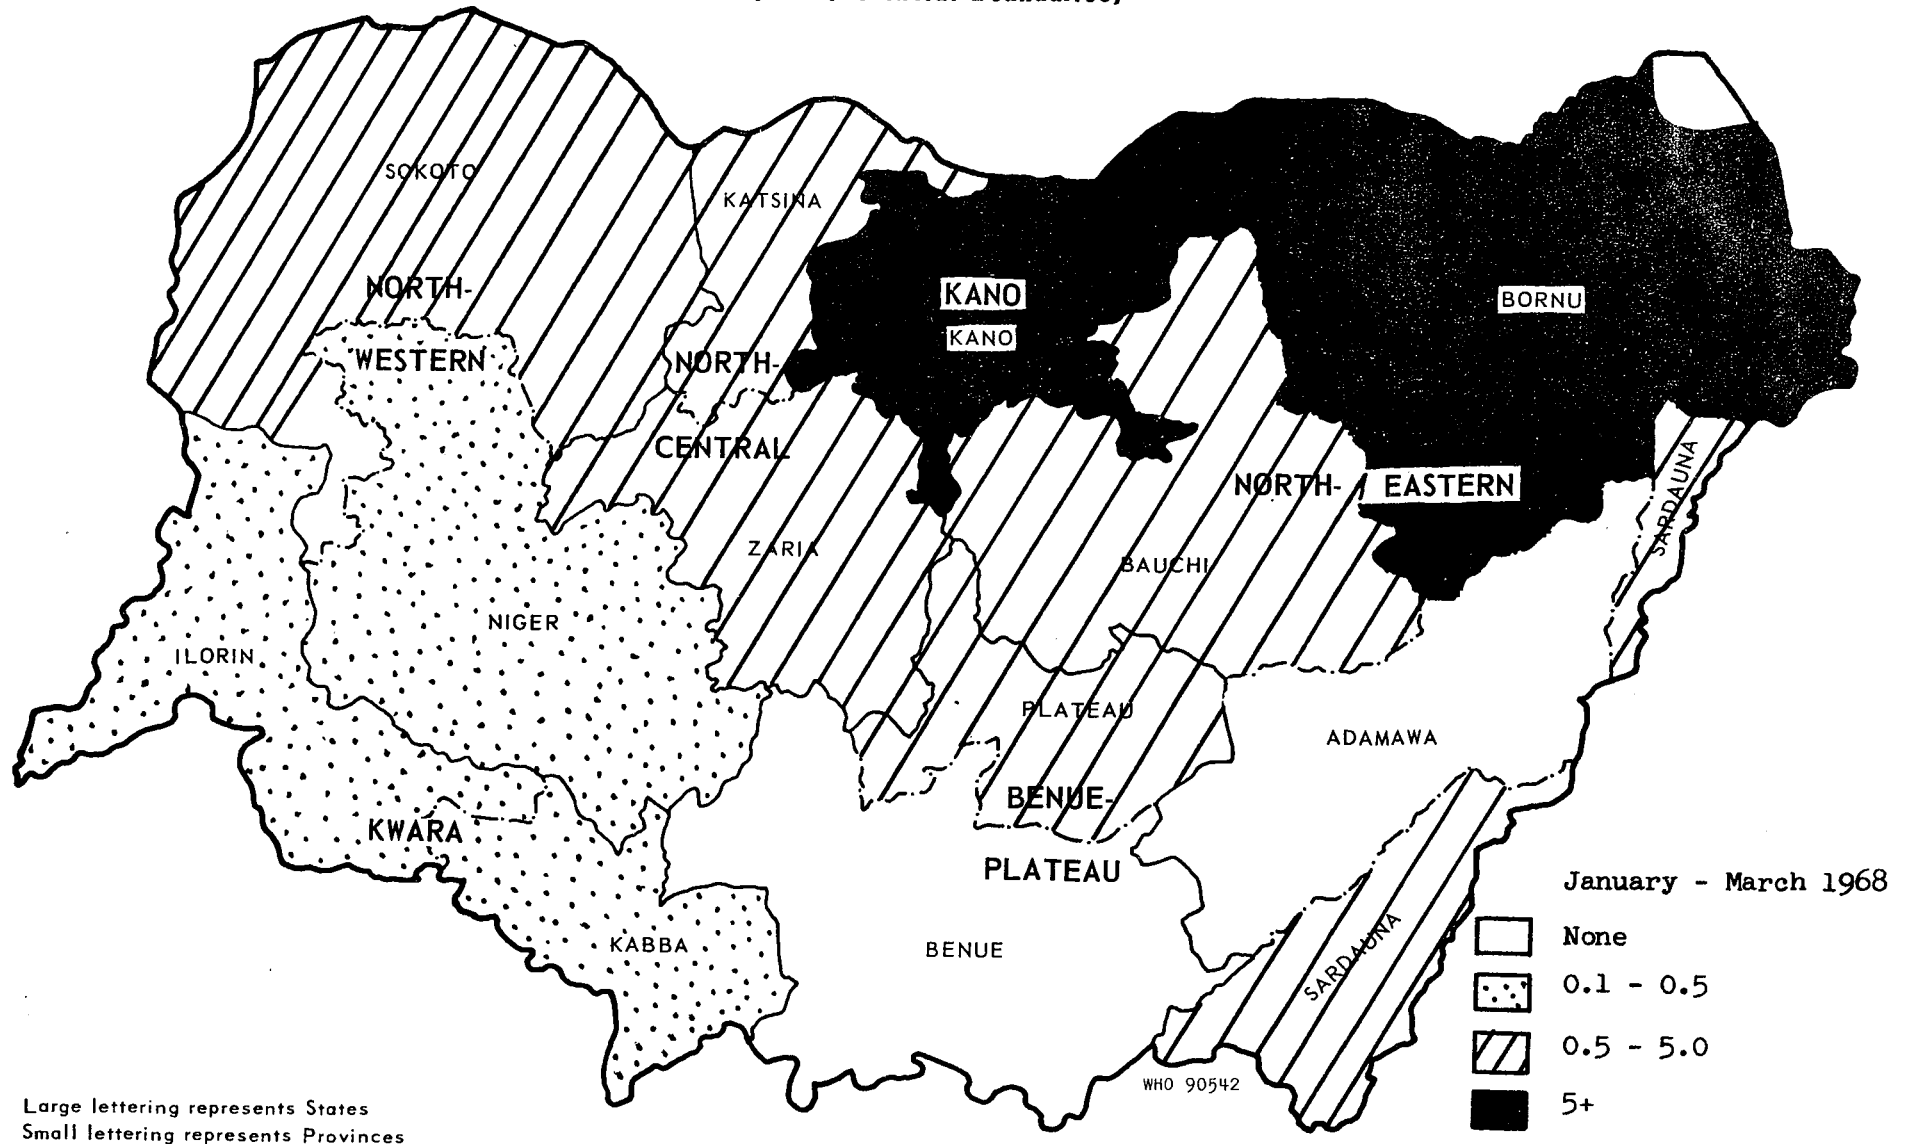 SOKOTO
KATSINA
NORTH-
WESTERN
KANO
KANO
BORNU
NORTH-
CENTRAL
NORTH-
EASTERN
SARDAUNA
ZARIA
BAUCHI
NIGER
ILORIN
PLATEAU
ADAMAWA
BENUE-
PLATEAU
KWARA
KABBA
BENUE
SARDAUNA
January - March 1968
None
0.1 - 0.5
0.5 - 5.0
5+
WHO 90542
Large lettering represents States
Small lettering represents Provinces